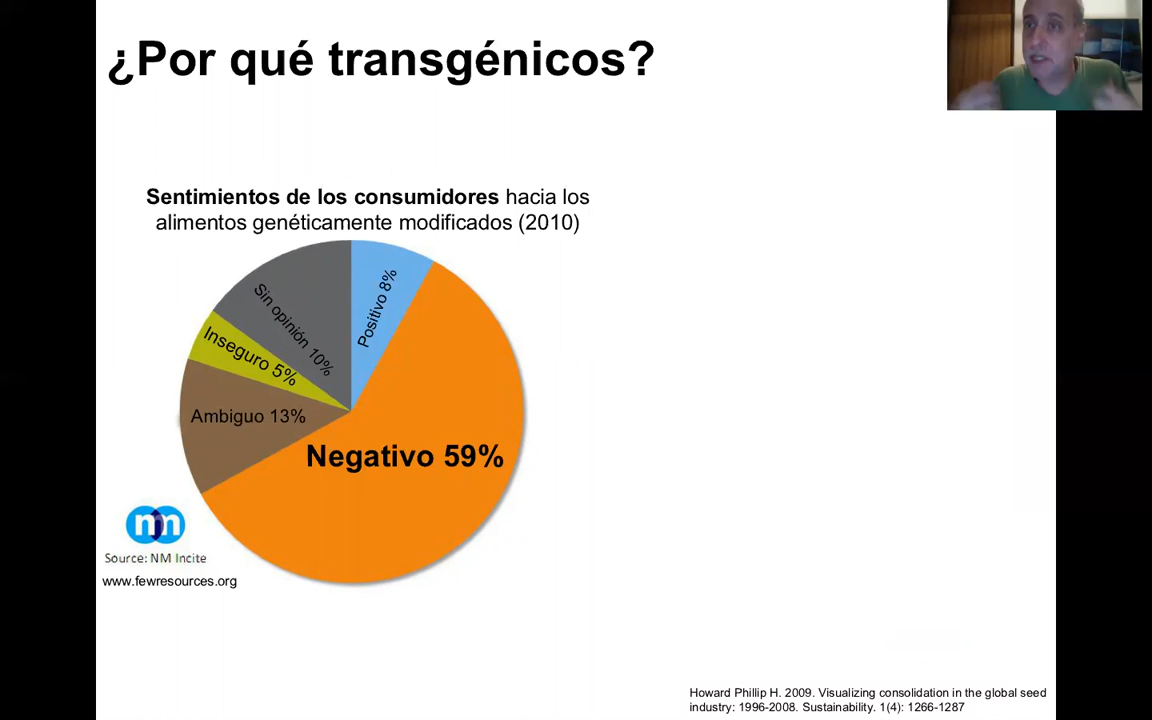 ¿Por qué transgénicos?
Sentimientos de los consumidores hacia los
alimentos genéticamente modificados (2010)
Positivo 8%
Sin opinión 10%
Inseguro 5%
Ambiguo 13%
Negativo 59%
nm
Source: NM Incite
www.fewresources.org
Howard Phillip H. 2009. Visualizing consolidation in the global seed
industry: 1996-2008. Sustainability. 1(4): 1266-1287